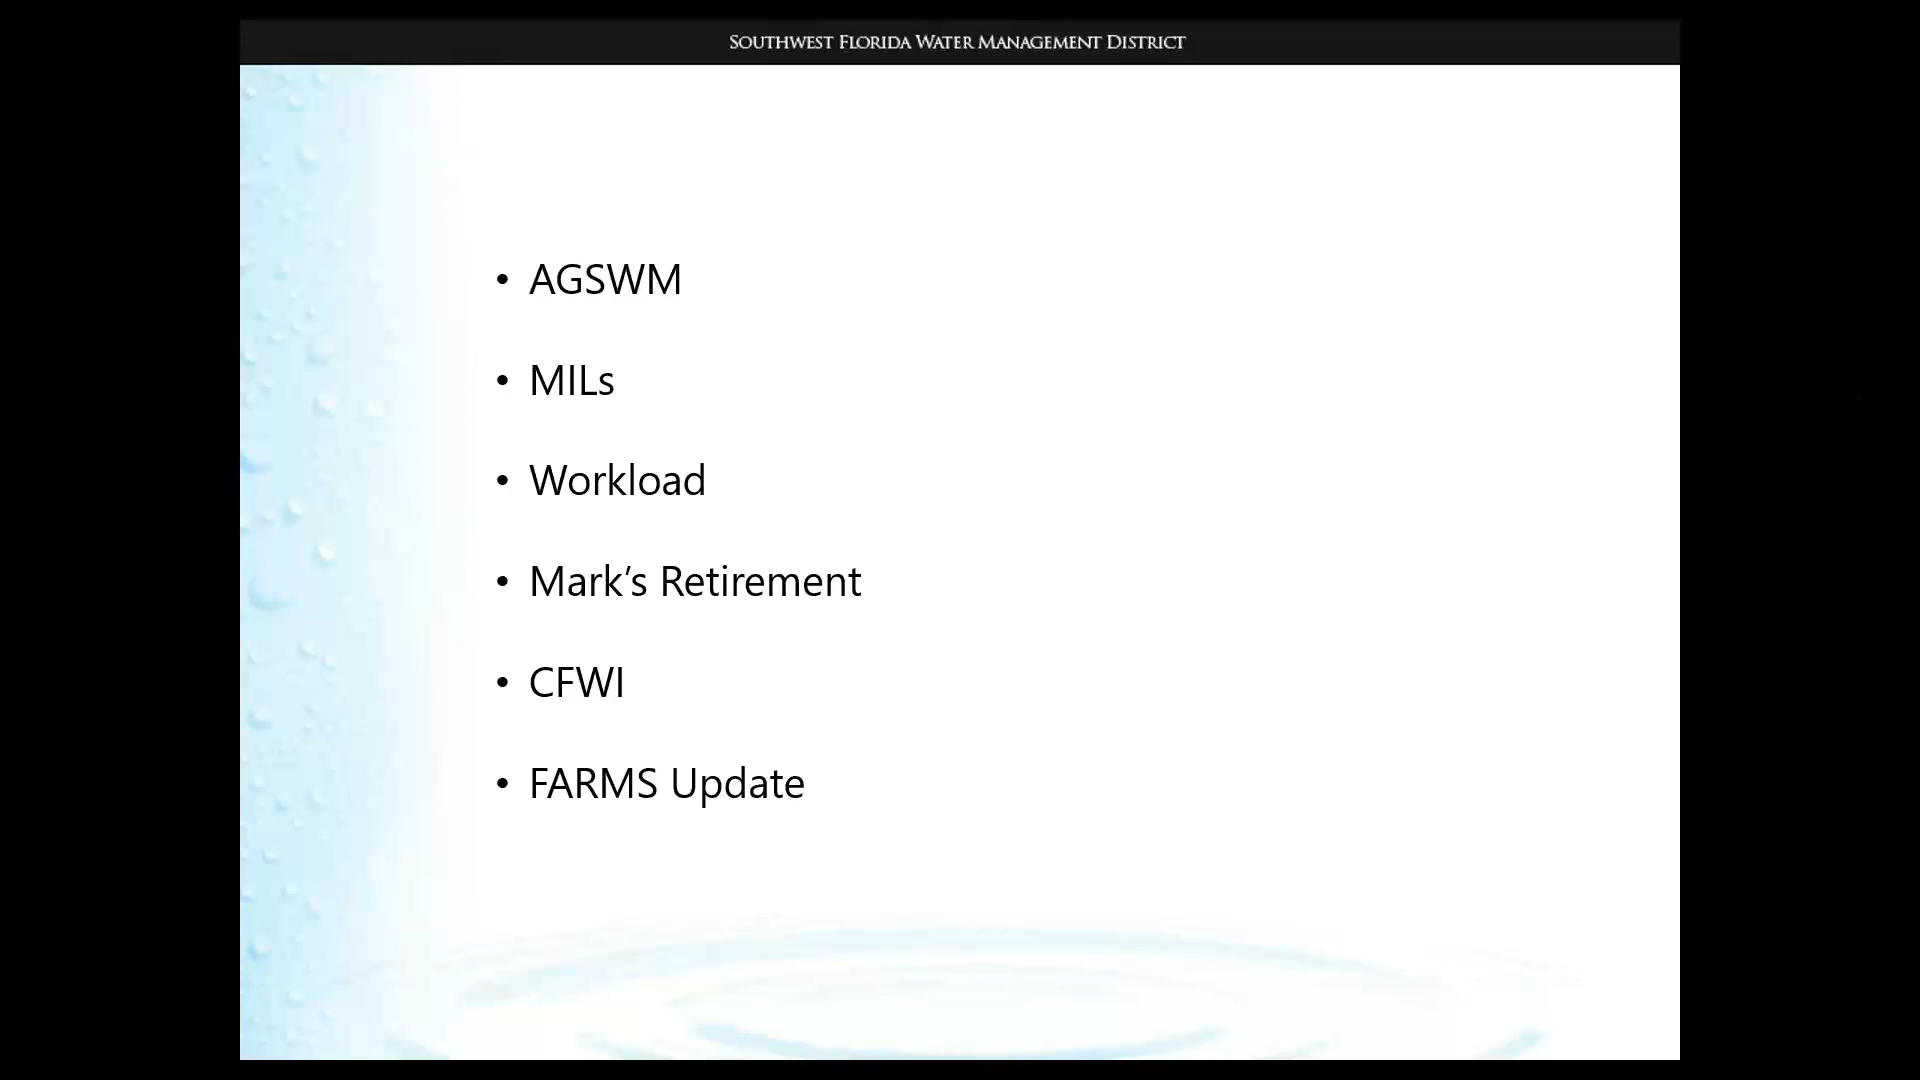 SOUTHWEST FLORIDA WATER MANAGEMENT DISTRICT
• AGSWM
• MILs
• Workload
• Mark’s Retirement
• CFWI
• FARMS Update